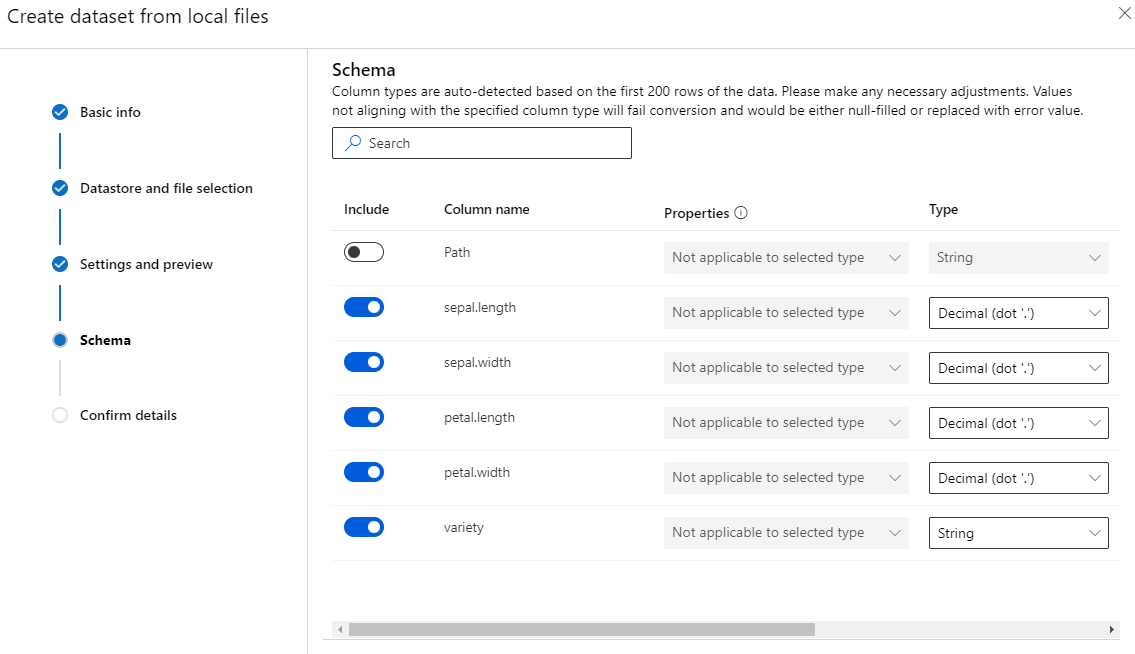 Create dataset from local files
Basic info
Datastore and file selection
Settings and preview
Schema
Confirm details
Schema
Column types are auto-detected based on the first 200 rows of the data. Please make any necessary adjustments. Values
not aligning with the specified column type will fail conversion and would be either null-filled or replaced with error value.
Search
Include Column name Properties Type
Path Not applicable to selected type String
sepal.length Not applicable to selected type Decimal (dot '.')
sepal.width Not applicable to selected type Decimal (dot '.')
petal.length Not applicable to selected type Decimal (dot '.')
petal.width Not applicable to selected type Decimal (dot '.')
variety Not applicable to selected type String